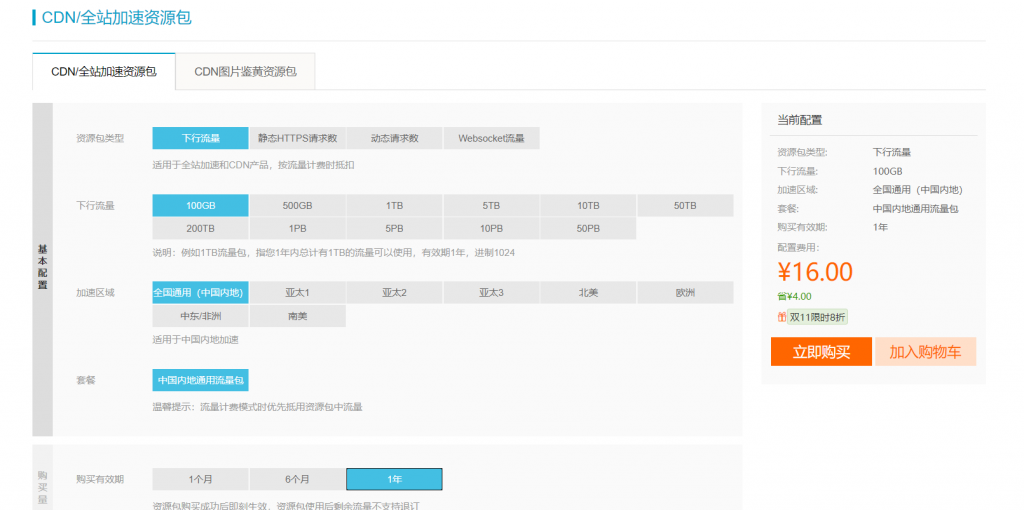 CDN/全站加速资源包
CDN/全站加速资源包
CDN图片鉴黄资源包
基本配置
资源包类型
下行流量
静态HTTPS请求数
动态请求数
Websocket流量
适用于全站加速和CDN产品，按流量计费时抵扣
下行流量
100GB
500GB
1TB
5TB
10TB
50TB
200TB
1PB
5PB
10PB
50PB
说明：例如1TB流量包，指您1年内总计有1TB的流量可以使用，有效期1年，进制1024
加速区域
全国通用（中国内地）
亚太1
亚太2
亚太3
北美
欧洲
中东/非洲
南美
适用于中国内地加速
套餐
中国内地通用流量包
温馨提示：流量计费模式时优先抵用资源包中流量
购买量
购买有效期
1个月
6个月
1年
资源包购买成功后即刻生效，资源包使用后剩余流量不支持退订
当前配置
资源包类型: 下行流量
下行流量: 100GB
加速区域: 全国通用（中国内地）
套餐: 中国内地通用流量包
购买有效期: 1年
配置费用:
¥16.00
省¥4.00
双11限时8折
立即购买
加入购物车